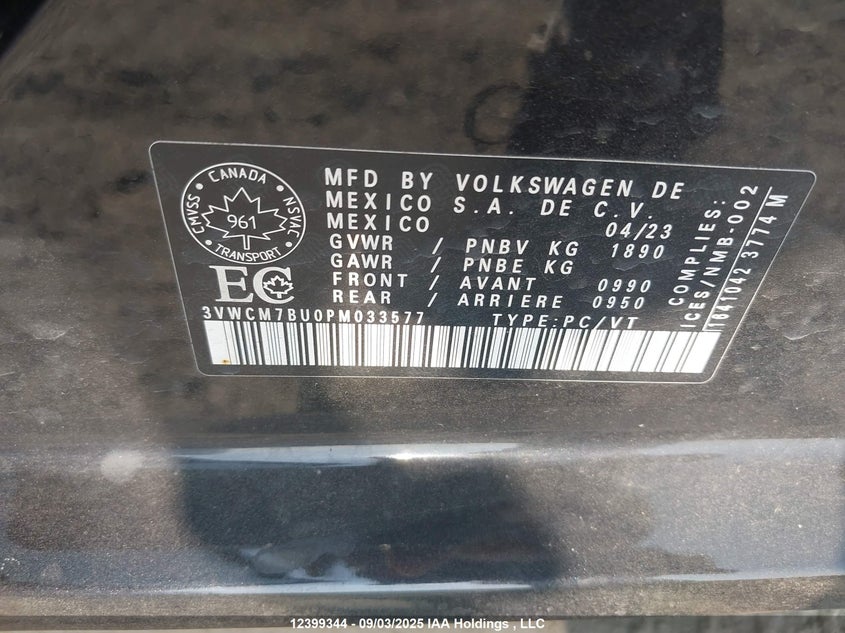 CANADA
CMVSS
NSVAC
961
TRANSPORT
EC
MFD BY VOLKSWAGEN DE
MEXICO S.A. DE C.V.
MEXICO 04/23
GVWR / PNBV KG 1890
GAWR / PNBE KG
FRONT / AVANT 0990
REAR / ARRIERE 0950
3VWCM7BU0PM033577 TYPE:PC/VT
COMPLIES:
ICES/NMB-002
1641042 3774 M
12399344 - 09/03/2025 IAA Holdings , LLC